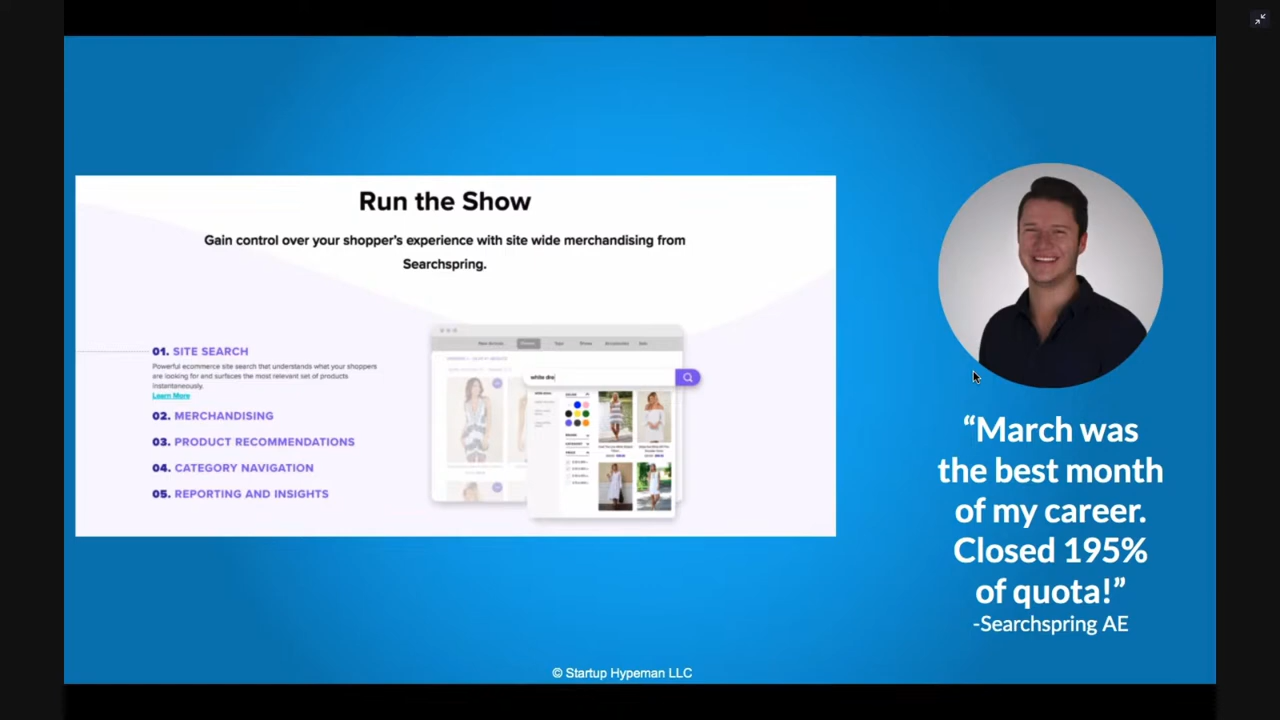 Run the Show
Gain control over your shopper's experience with site wide merchandising from
Searchspring.
01. SITE SEARCH
Powerful ecommerce site search that understands what your shoppers
are looking for and surfaces the most relevant set of products
instantaneously.
Learn More
02. MERCHANDISING
03. PRODUCT RECOMMENDATIONS
04. CATEGORY NAVIGATION
05. REPORTING AND INSIGHTS
white dre
“March was
the best month
of my career.
Closed 195%
of quota!”
-Searchspring AE
© Startup Hypeman LLC